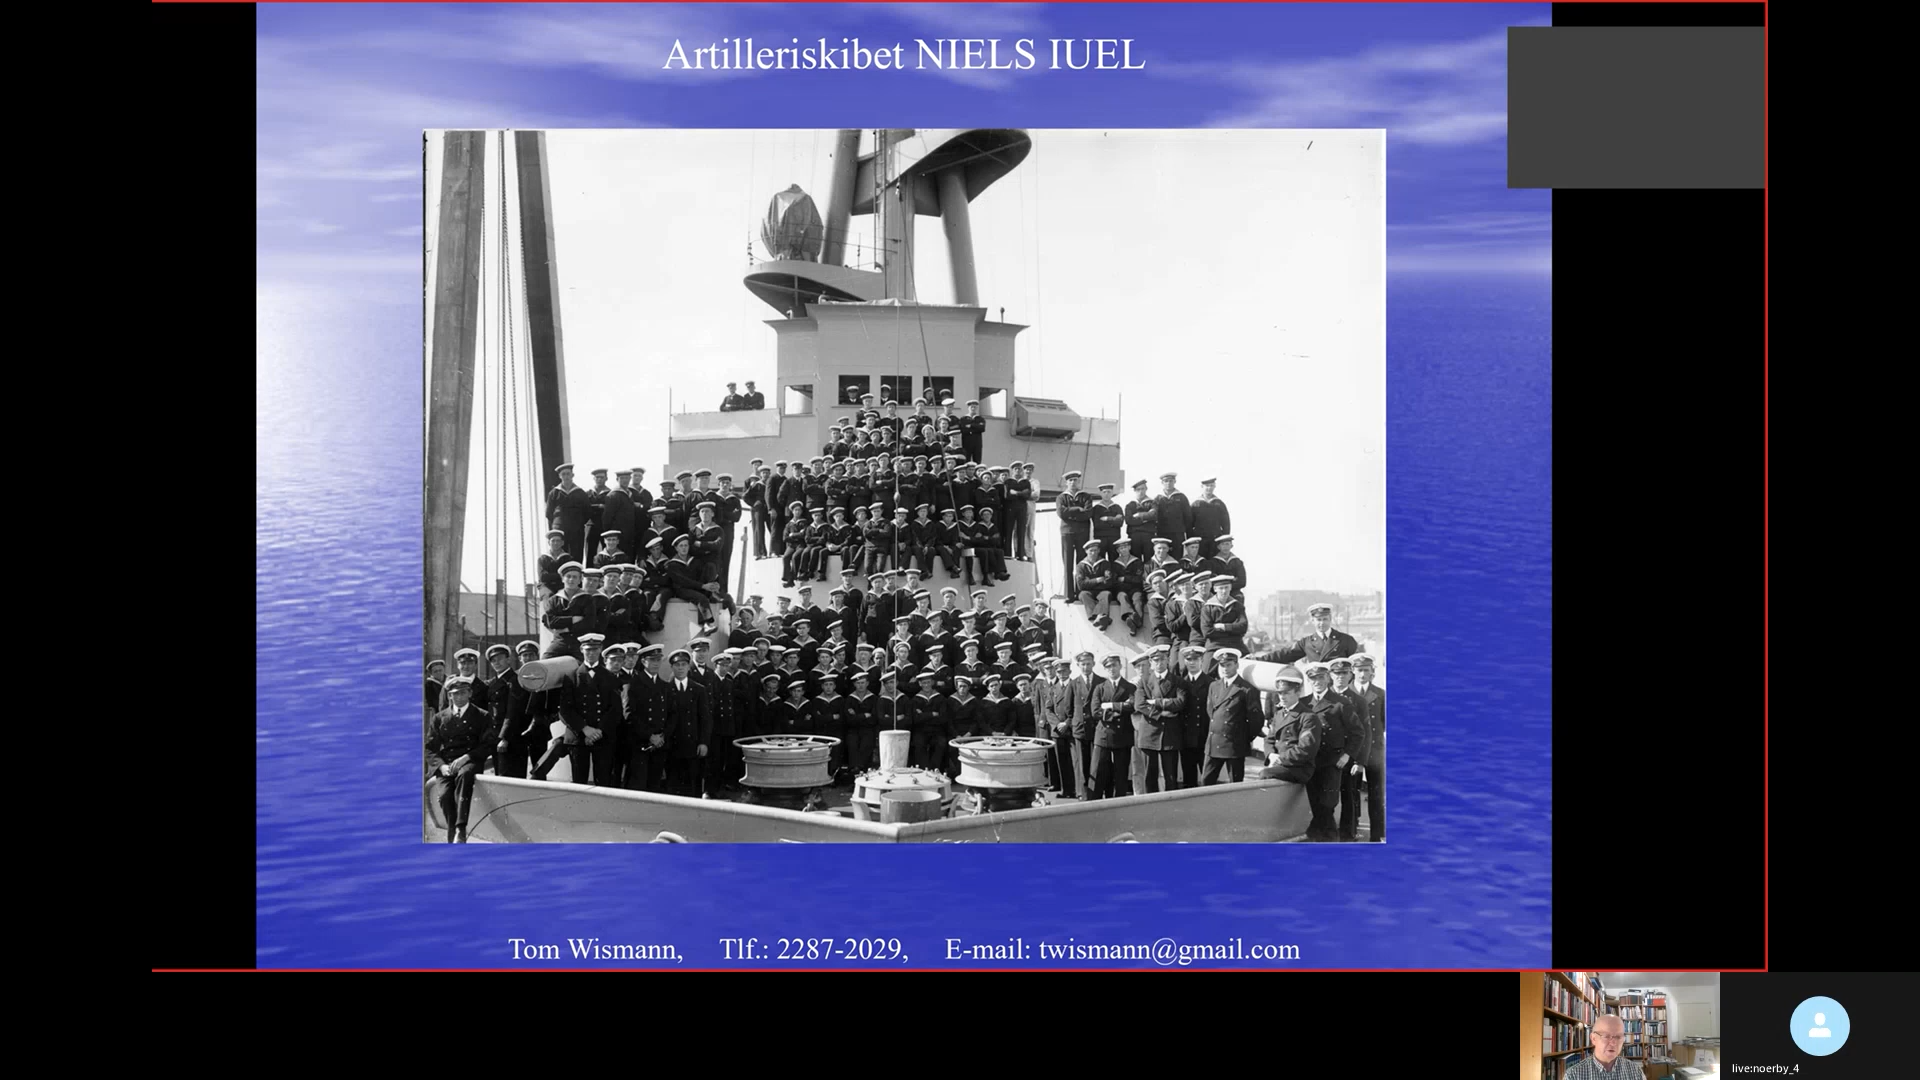 Artilleriskibet NIELS IUEL
Tom Wismann, Tlf.: 2287-2029, E-mail: twismann@gmail.com
live:noerby_4